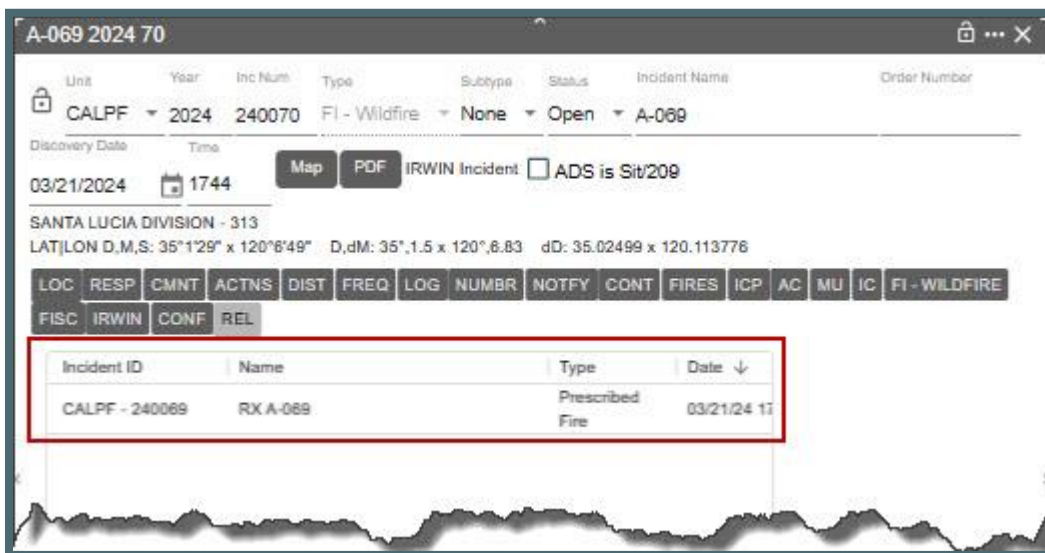 A-069 2024 70
Unit Year Inc Num Type Subtype Status Incident Name Order Number
CALPF 2024 240070 FI - Wildfire None Open A-069
Discovery Date Time
03/21/2024 1744 Map PDF IRWIN Incident ADS is Sit/209
SANTA LUCIA DIVISION - 313
LAT|LON D,M,S: 35°1'29" x 120°6'49" D,dM: 35°,1.5 x 120°,6.83 dD: 35.02499 x 120.113776
LOC RESP CMNT ACTNS DIST FREQ LOG NUMBR NOTFY CONT FIRES ICP AC MU IC FI - WILDFIRE
FISC IRWIN CONF REL
Incident ID Name Type Date ↓
CALPF - 240069 RX A-069 Prescribed Fire 03/21/24 17